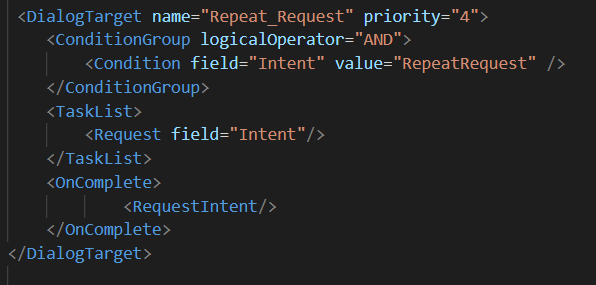 <DialogTarget name="Repeat_Request" priority="4">
<ConditionGroup logicalOperator="AND">
<Condition field="Intent" value="RepeatRequest" />
</ConditionGroup>
<TaskList>
<Request field="Intent"/>
</TaskList>
<OnComplete>
<RequestIntent/>
</OnComplete>
</DialogTarget>